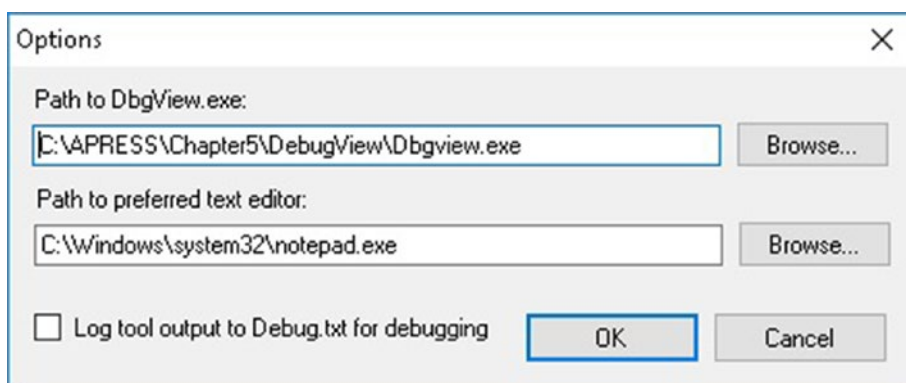 Options
Path to DbgView.exe:
C:\APRESS\Chapter5\DebugView\Dbgview.exe
Browse...
Path to preferred text editor:
C:\Windows\system32\notepad.exe
Browse...
Log tool output to Debug.txt for debugging
OK
Cancel